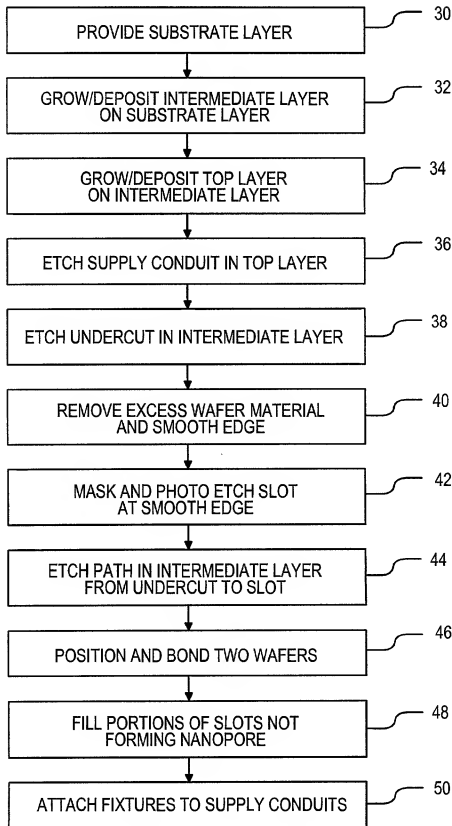 PROVIDE SUBSTRATE LAYER
30
GROW/DEPOSIT INTERMEDIATE LAYER
ON SUBSTRATE LAYER
32
GROW/DEPOSIT TOP LAYER
ON INTERMEDIATE LAYER
34
ETCH SUPPLY CONDUIT IN TOP LAYER
36
ETCH UNDERCUT IN INTERMEDIATE LAYER
38
REMOVE EXCESS WAFER MATERIAL
AND SMOOTH EDGE
40
MASK AND PHOTO ETCH SLOT
AT SMOOTH EDGE
42
ETCH PATH IN INTERMEDIATE LAYER
FROM UNDERCUT TO SLOT
44
POSITION AND BOND TWO WAFERS
46
FILL PORTIONS OF SLOTS NOT
FORMING NANOPORE
48
ATTACH FIXTURES TO SUPPLY CONDUITS
50